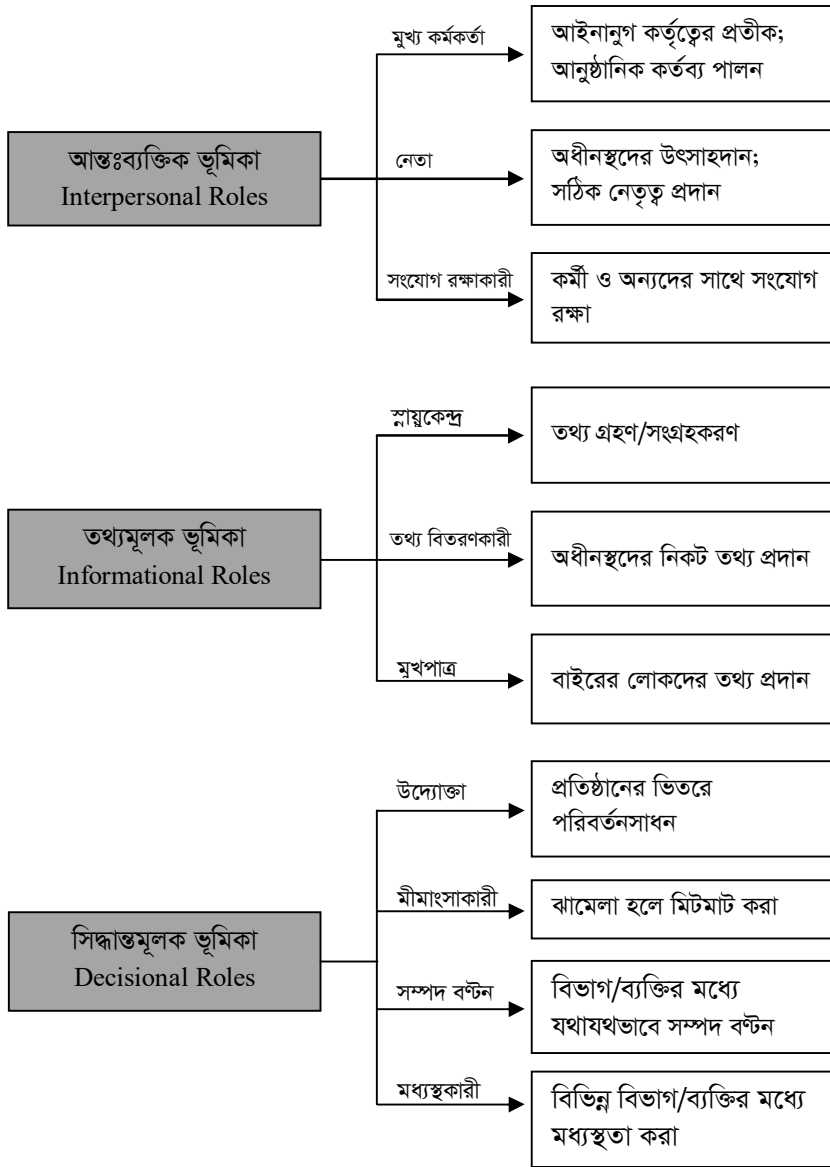 মুখ্য কর্মকর্তা
আইনানুগ কর্তৃত্বের প্রতীক;
আনুষ্ঠানিক কর্তব্য পালন
আন্তঃব্যক্তিক ভূমিকা
Interpersonal Roles
নেতা
অধীনস্থদের উৎসাহদান;
সঠিক নেতৃত্ব প্রদান
সংযোগ রক্ষাকারী
কর্মী ও অন্যদের সাথে সংযোগ
রক্ষা
স্নায়ুকেন্দ্র
তথ্য গ্রহণ/সংগ্রহকরণ
তথ্যমূলক ভূমিকা
Informational Roles
তথ্য বিতরণকারী
অধীনস্থদের নিকট তথ্য প্রদান
মুখপাত্র
বাইরের লোকদের তথ্য প্রদান
উদ্যোক্তা
প্রতিষ্ঠানের ভিতরে
পরিবর্তনসাধন
মীমাংসাকারী
ঝামেলা হলে মিটমাট করা
সিদ্ধান্তমূলক ভূমিকা
Decisional Roles
সম্পদ বণ্টন
বিভাগ/ব্যক্তির মধ্যে
যথাযথভাবে সম্পদ বণ্টন
মধ্যস্থকারী
বিভিন্ন বিভাগ/ব্যক্তির মধ্যে
মধ্যস্থতা করা